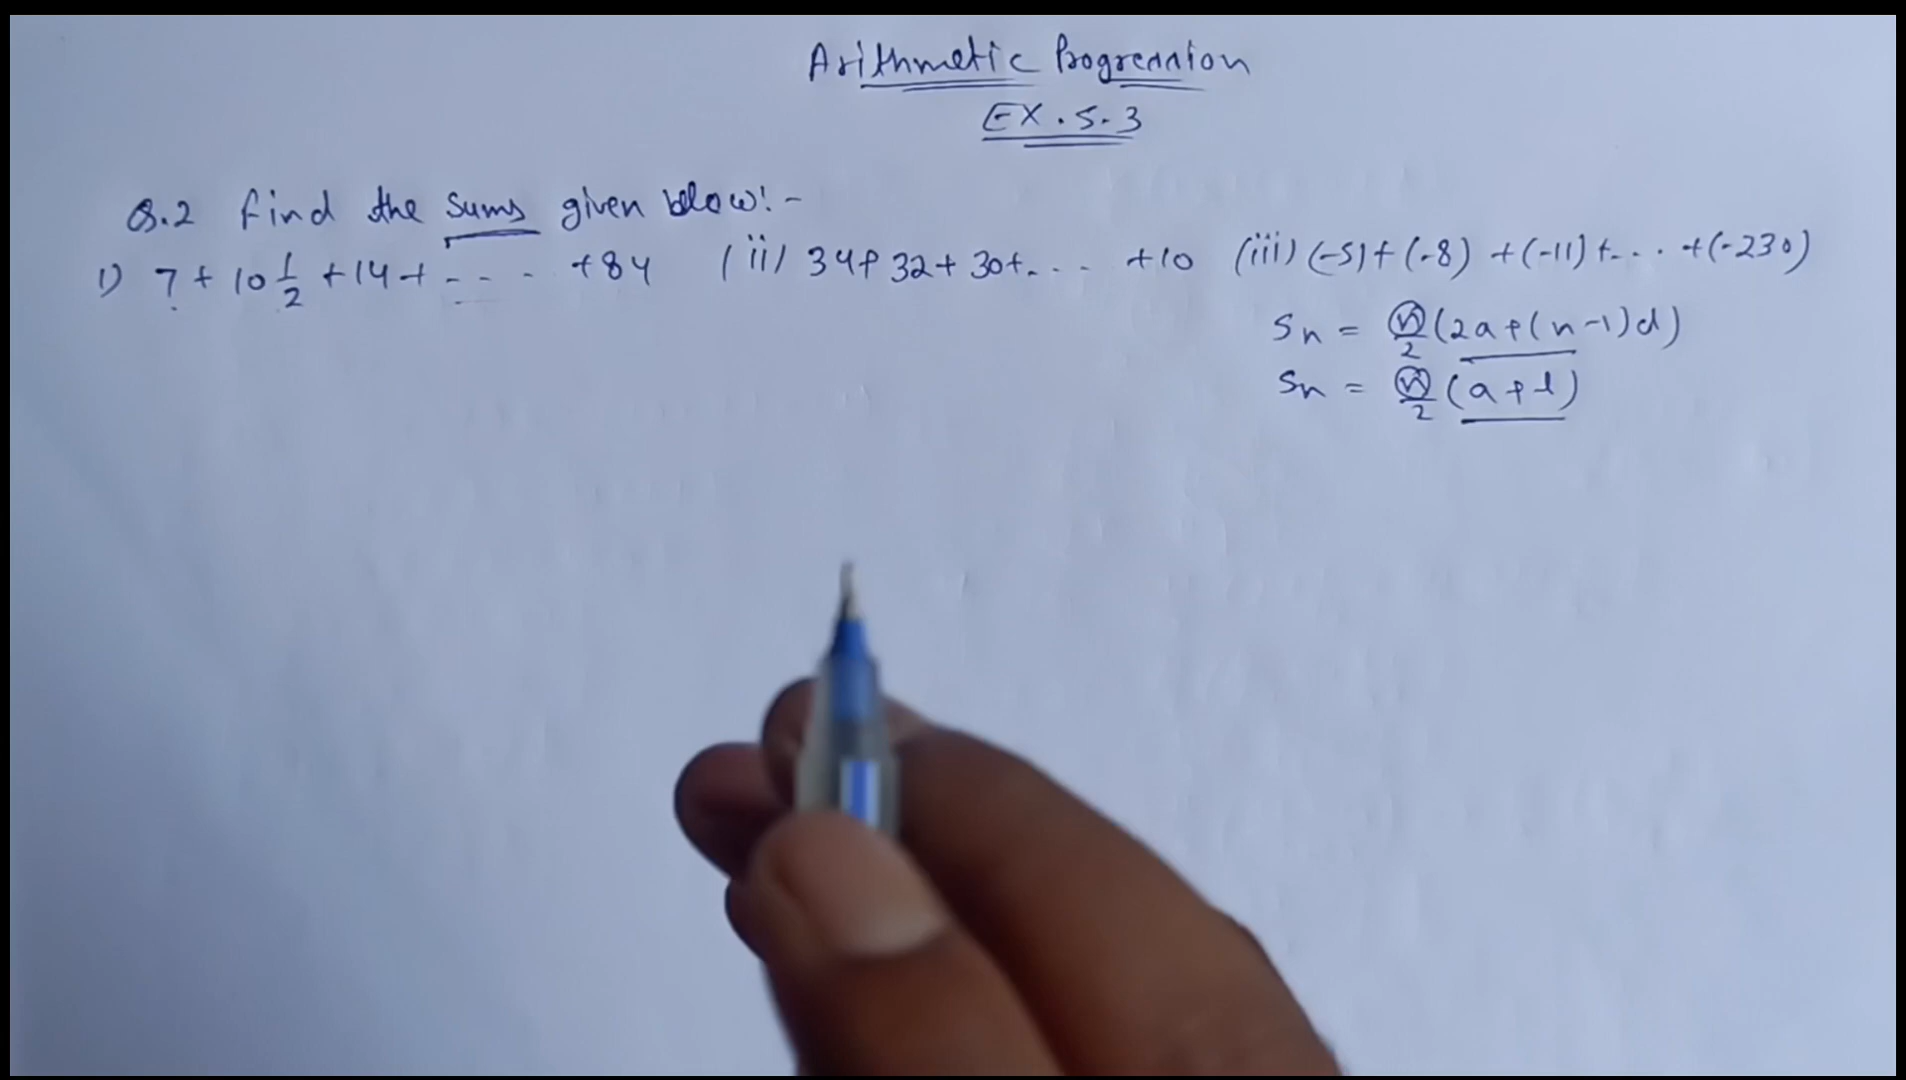 Arithmetic Progression
EX. 5.3
Q.2 find the sums given below:-
1) 7 + 10 1/2 + 14 + - - - - + 84 (ii) 34 + 32 + 30 + - - - + 10 (iii) (-5) + (-8) + (-11) + - - - + (-230)
Sn = n/2 (2a + (n-1)d)
Sn = n/2 (a + l)